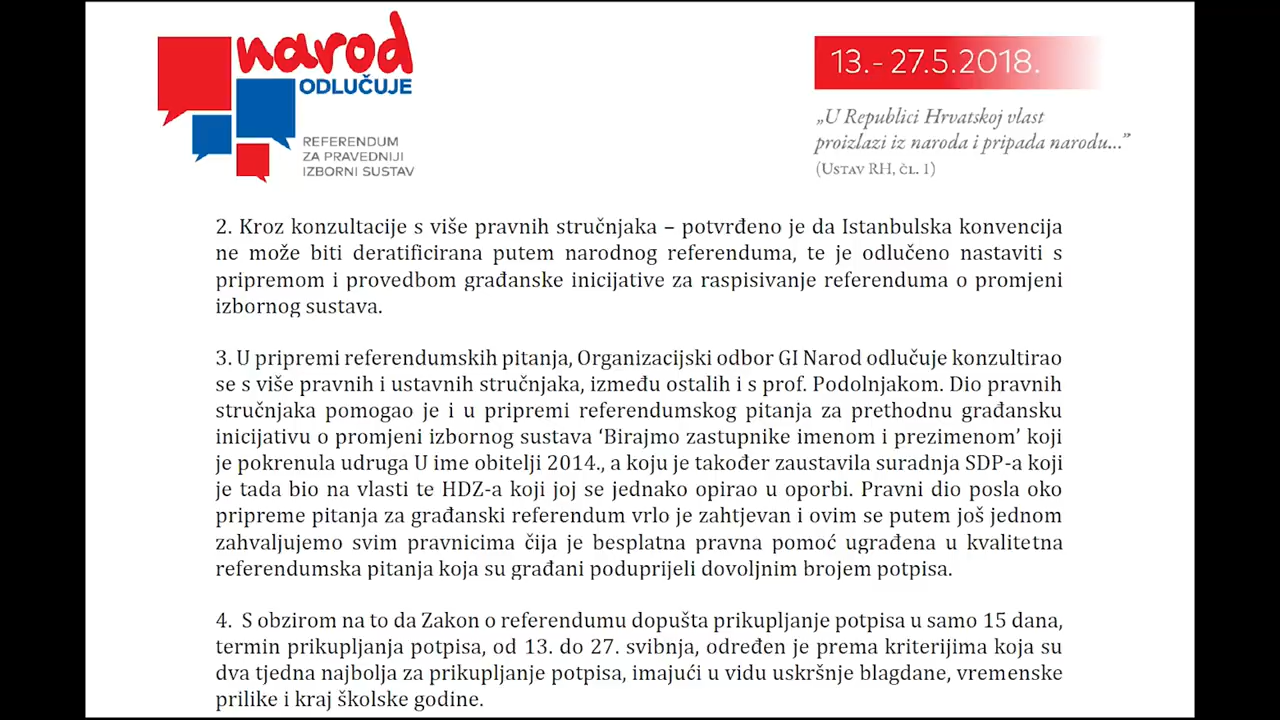 narod
ODLUČUJE
REFERENDUM
ZA PRAVEDNIJI
IZBORNI SUSTAV
13.- 27.5.2018.
„U Republici Hrvatskoj vlast
proizlazi iz naroda i pripada narodu...”
(Ustav RH, čl. 1)
2. Kroz konzultacije s više pravnih stručnjaka – potvrđeno je da Istanbulska konvencija
ne može biti deratificirana putem narodnog referenduma, te je odlučeno nastaviti s
pripremom i provedbom građanske inicijative za raspisivanje referenduma o promjeni
izbornog sustava.
3. U pripremi referendumskih pitanja, Organizacijski odbor GI Narod odlučuje konzultirao
se s više pravnih i ustavnih stručnjaka, između ostalih i s prof. Podolnjakom. Dio pravnih
stručnjaka pomogao je i u pripremi referendumskog pitanja za prethodnu građansku
inicijativu o promjeni izbornog sustava ‘Birajmo zastupnike imenom i prezimenom’ koji
je pokrenula udruga U ime obitelji 2014., a koju je također zaustavila suradnja SDP-a koji
je tada bio na vlasti te HDZ-a koji joj se jednako opirao u oporbi. Pravni dio posla oko
pripreme pitanja za građanski referendum vrlo je zahtjevan i ovim se putem još jednom
zahvaljujemo svim pravnicima čija je besplatna pravna pomoć ugrađena u kvalitetna
referendumska pitanja koja su građani poduprijeli dovoljnim brojem potpisa.
4. S obzirom na to da Zakon o referendumu dopušta prikupljanje potpisa u samo 15 dana,
termin prikupljanja potpisa, od 13. do 27. svibnja, određen je prema kriterijima koja su
dva tjedna najbolja za prikupljanje potpisa, imajući u vidu uskršnje blagdane, vremenske
prilike i kraj školske godine.